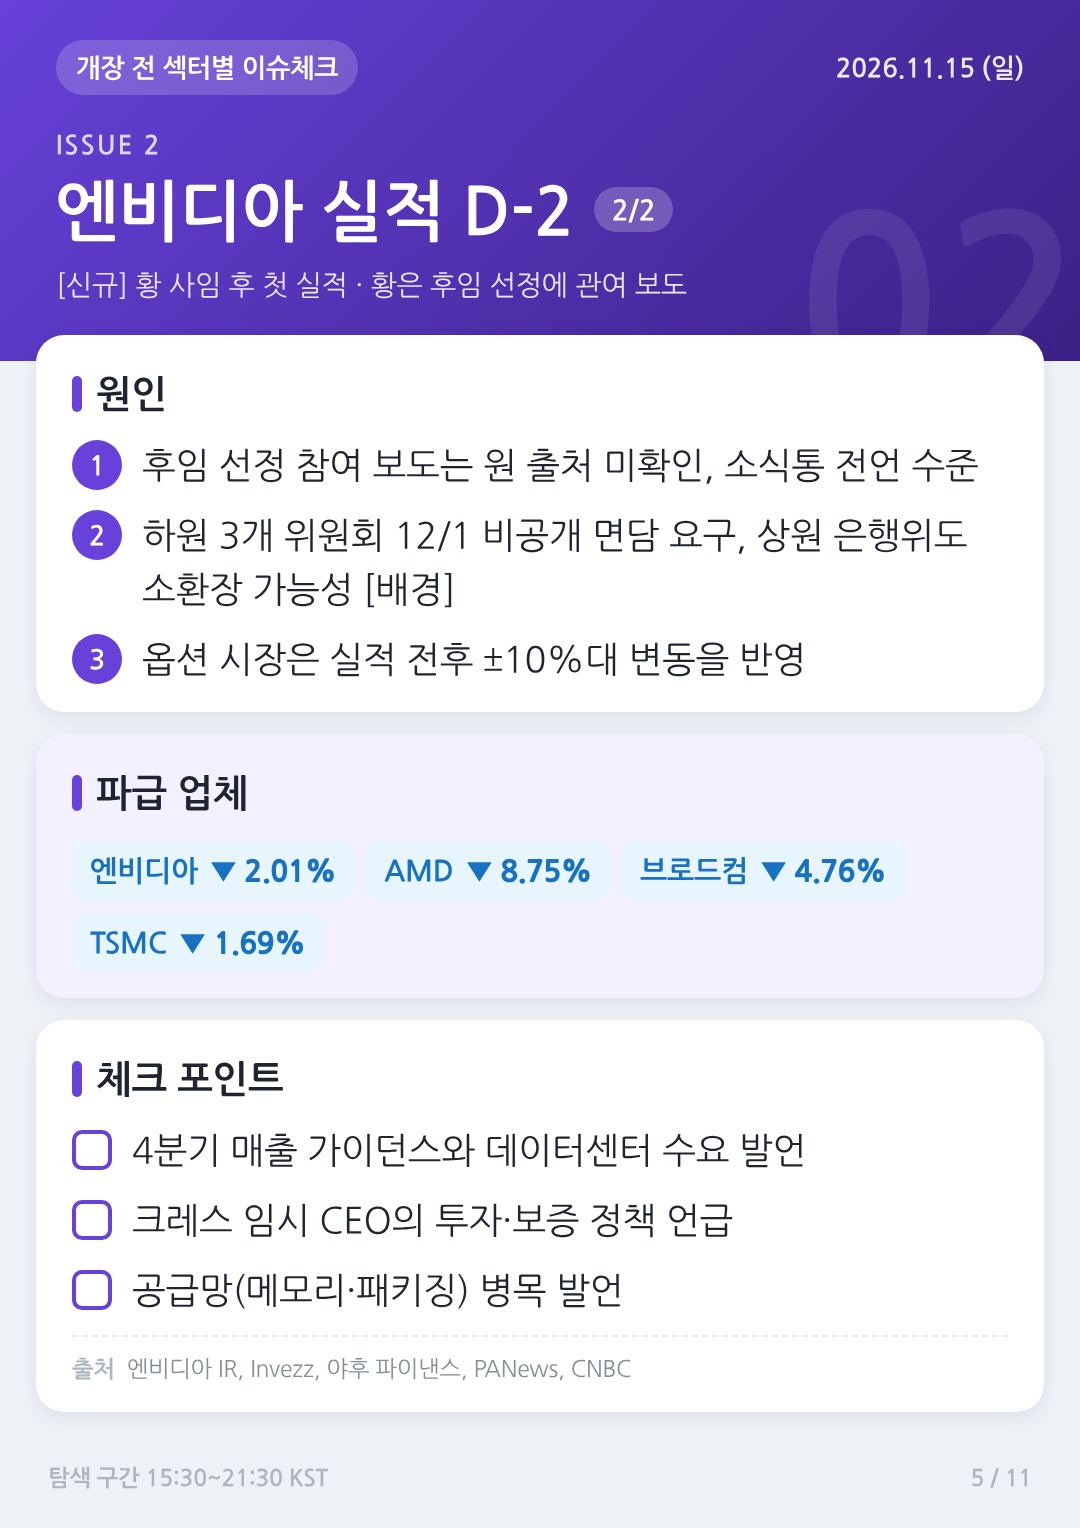 개장 전 섹터별 이슈체크
2026.11.15 (일)
ISSUE 2
엔비디아 실적 D-2 2/2
[신규] 황 사임 후 첫 실적 · 황은 후임 선정에 관여 보도
02
원인
1 후임 선정 참여 보도는 원 출처 미확인, 소식통 전언 수준
2 하원 3개 위원회 12/1 비공개 면담 요구, 상원 은행위도
소환장 가능성 [배경]
3 옵션 시장은 실적 전후 ±10%대 변동을 반영
파급 업체
엔비디아 ▼ 2.01% AMD ▼ 8.75% 브로드컴 ▼ 4.76%
TSMC ▼ 1.69%
체크 포인트
4분기 매출 가이던스와 데이터센터 수요 발언
크레스 임시 CEO의 투자·보증 정책 언급
공급망(메모리·패키징) 병목 발언
출처 엔비디아 IR, Invezz, 야후 파이낸스, PANews, CNBC
탐색 구간 15:30~21:30 KST
5 / 11